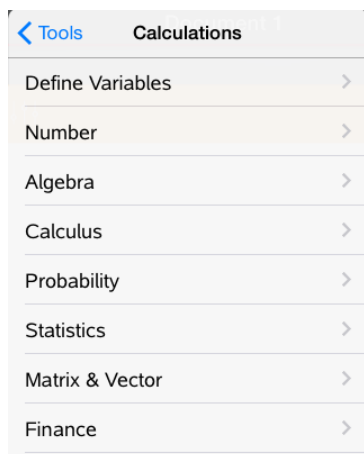 Tools Calculations
Define Variables
Number
Algebra
Calculus
Probability
Statistics
Matrix & Vector
Finance